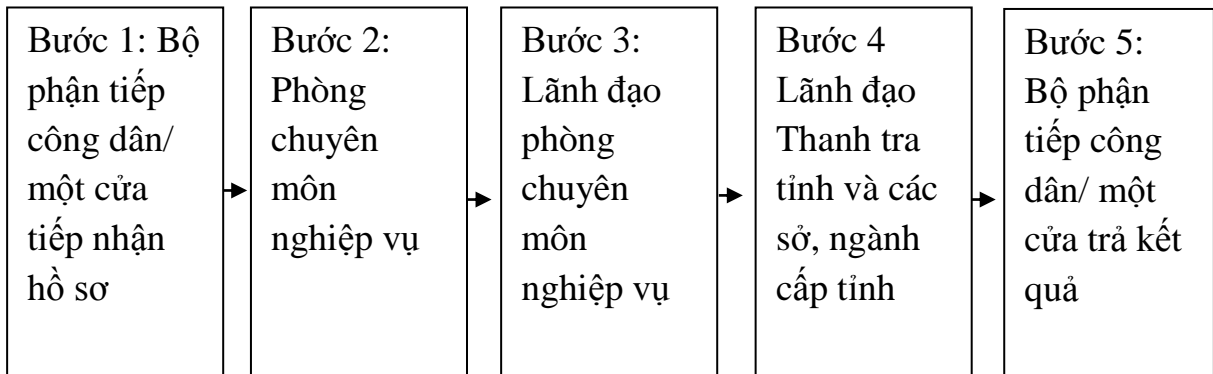 Bước 1: Bộ
phận tiếp
công dân/
một cửa
tiếp nhận
hồ sơ
Bước 2:
Phòng
chuyên
môn
nghiệp vụ
Bước 3:
Lãnh đạo
phòng
chuyên
môn
nghiệp vụ
Bước 4
Lãnh đạo
Thanh tra
tỉnh và các
sở, ngành
cấp tỉnh
Bước 5:
Bộ phận
tiếp công
dân/ một
cửa trả kết
quả